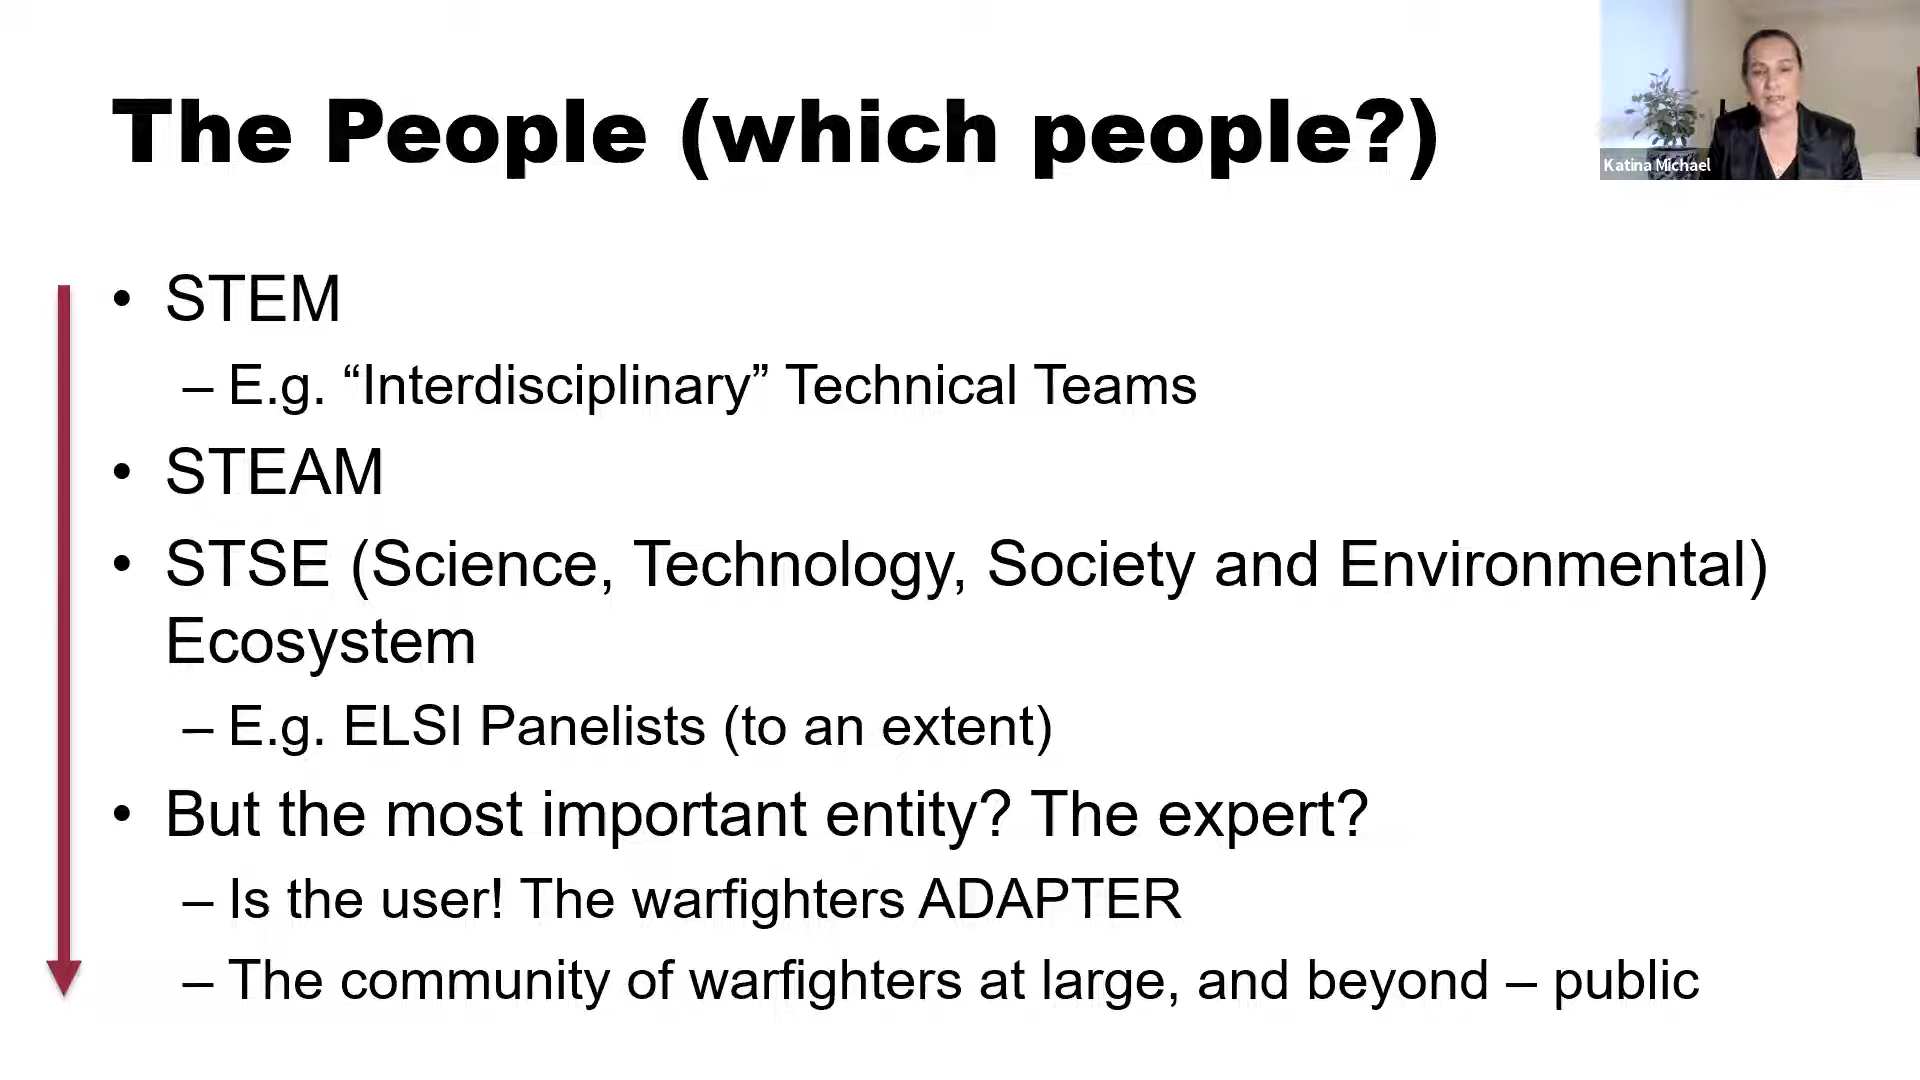 The People (which people?)
Katina Michael
• STEM
– E.g. “Interdisciplinary” Technical Teams
• STEAM
• STSE (Science, Technology, Society and Environmental)
Ecosystem
– E.g. ELSI Panelists (to an extent)
• But the most important entity? The expert?
– Is the user! The warfighters ADAPTER
– The community of warfighters at large, and beyond – public